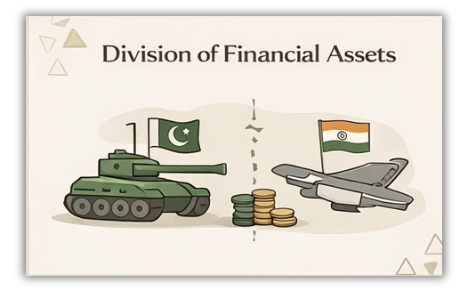 Division of Financial Assets